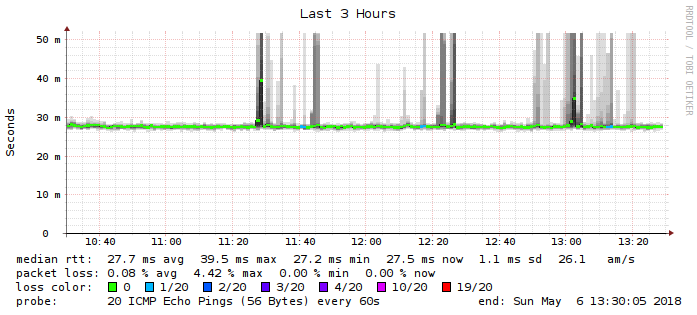 Last 3 Hours
RRDTOOL / TOBI OETIKER
Seconds
50 m
40 m
30 m
20 m
10 m
0
10:40 11:00 11:20 11:40 12:00 12:20 12:40 13:00 13:20
median rtt: 27.7 ms avg 39.5 ms max 27.2 ms min 27.5 ms now 1.1 ms sd 26.1 am/s
packet loss: 0.08 % avg 4.42 % max 0.00 % min 0.00 % now
loss color: 0 1/20 2/20 3/20 4/20 10/20 19/20
probe: 20 ICMP Echo Pings (56 Bytes) every 60s end: Sun May 6 13:30:05 2018